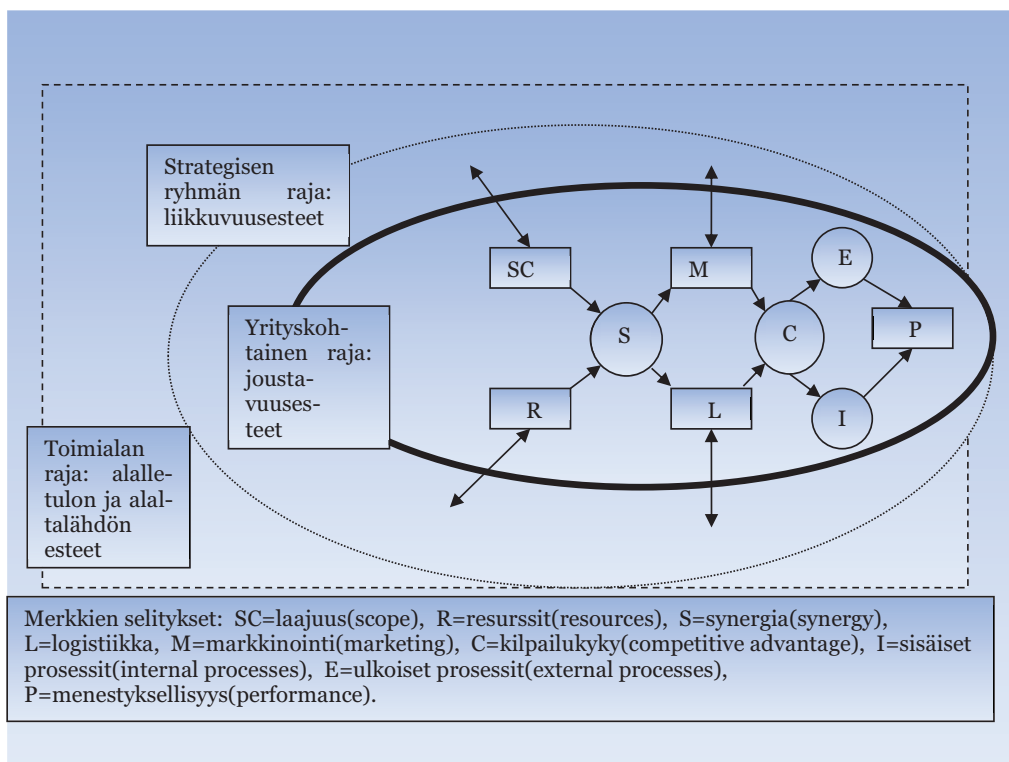 Strategisen
ryhmän raja:
liikkuvuusesteet
SC
M
E
Yrityskoh-
tainen raja:
jousta-
vuuses-
teet
S
C
P
R
L
I
Toimialan
raja: alalle-
tulon ja alal-
talähdön
esteet
Merkkien selitykset: SC=laajuus(scope), R=resurssit(resources), S=synergia(synergy),
L=logistiikka, M=markkinointi(marketing), C=kilpailukyky(competitive advantage), I=sisäiset
prosessit(internal processes), E=ulkoiset prosessit(external processes),
P=menestyksellisyys(performance).